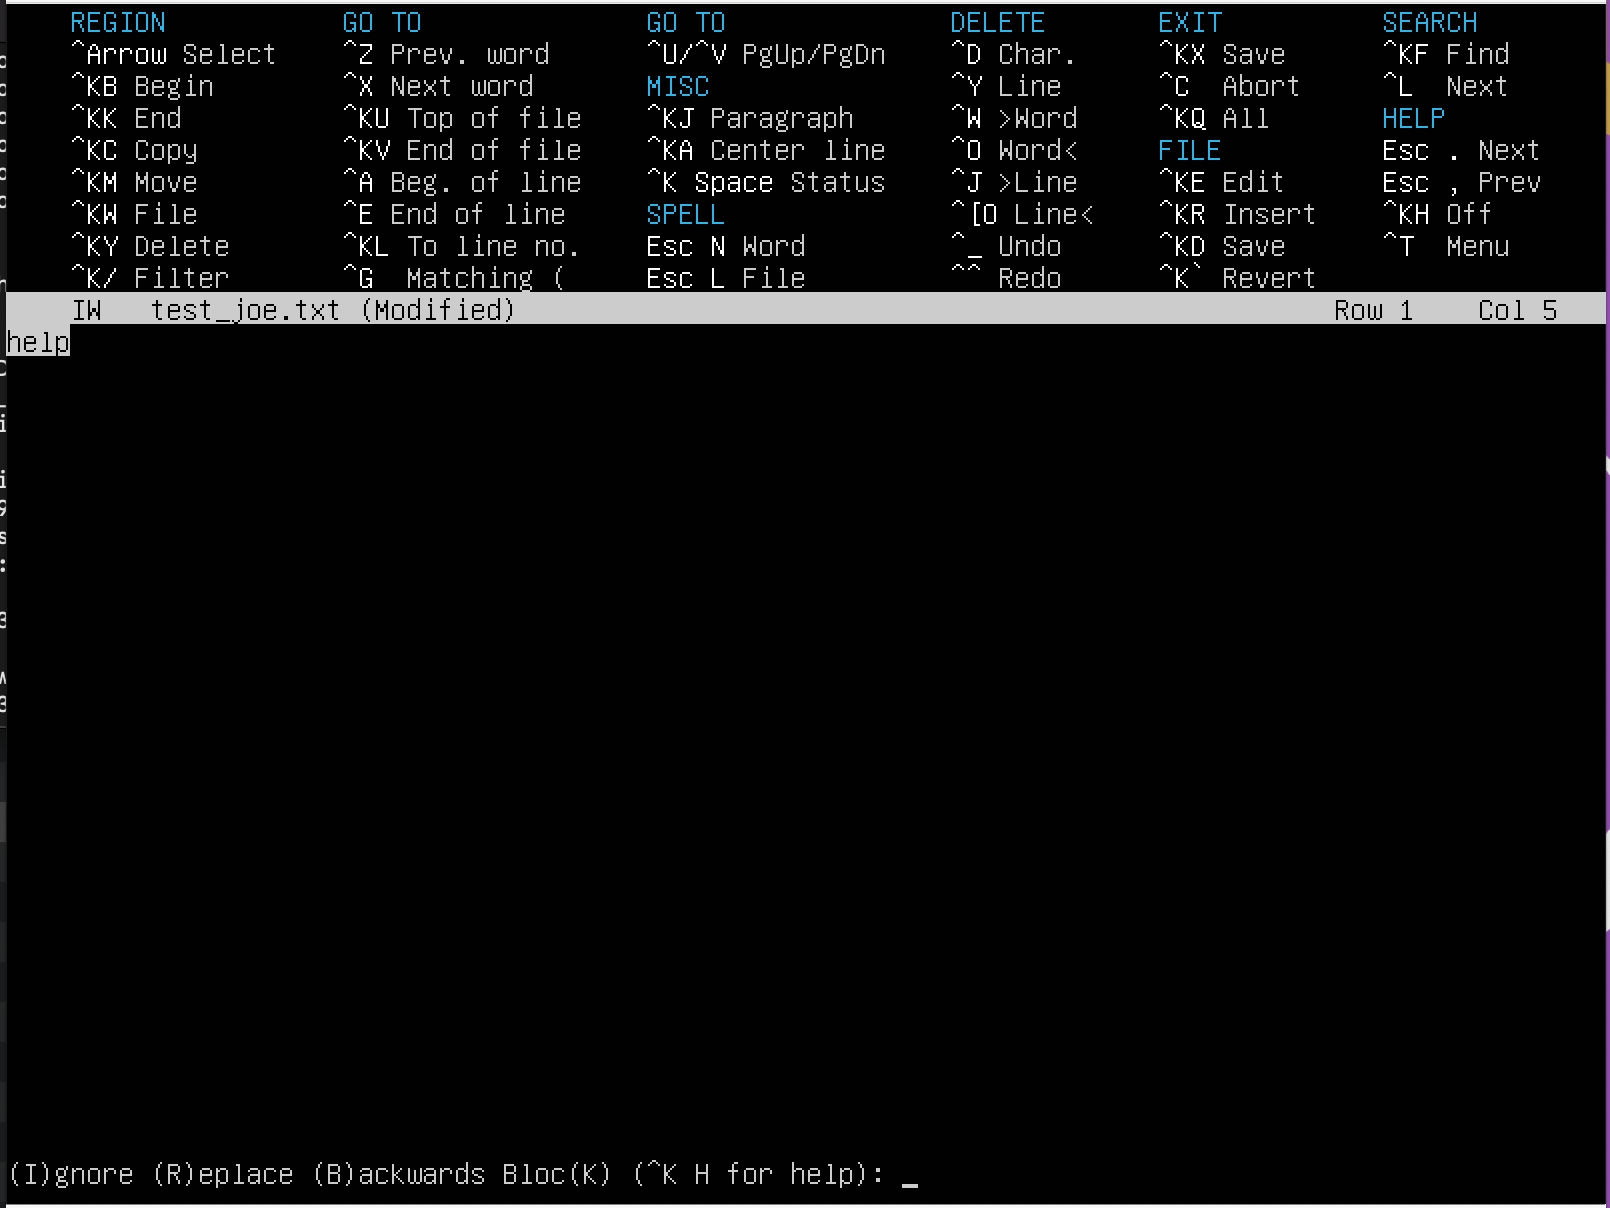 REGION GO TO GO TO DELETE EXIT SEARCH
^Arrow Select ^Z Prev. word ^U/^V PgUp/PgDn ^D Char. ^KX Save ^KF Find
^KB Begin ^X Next word MISC ^Y Line ^C Abort ^L Next
^KK End ^KU Top of file ^KJ Paragraph ^W >Word ^KQ All HELP
^KC Copy ^KV End of file ^KA Center line ^O Word< FILE Esc . Next
^KM Move ^A Beg. of line ^K Space Status ^J >Line ^KE Edit Esc , Prev
^KW File ^E End of line SPELL ^[O Line< ^KR Insert ^KH Off
^KY Delete ^KL To line no. Esc N Word ^_ Undo ^KD Save ^T Menu
^K/ Filter ^G Matching ( Esc L File ^^ Redo ^K` Revert
IW test_joe.txt (Modified) Row 1 Col 5
help
(I)gnore (R)eplace (B)ackwards Bloc(K) (^K H for help): _